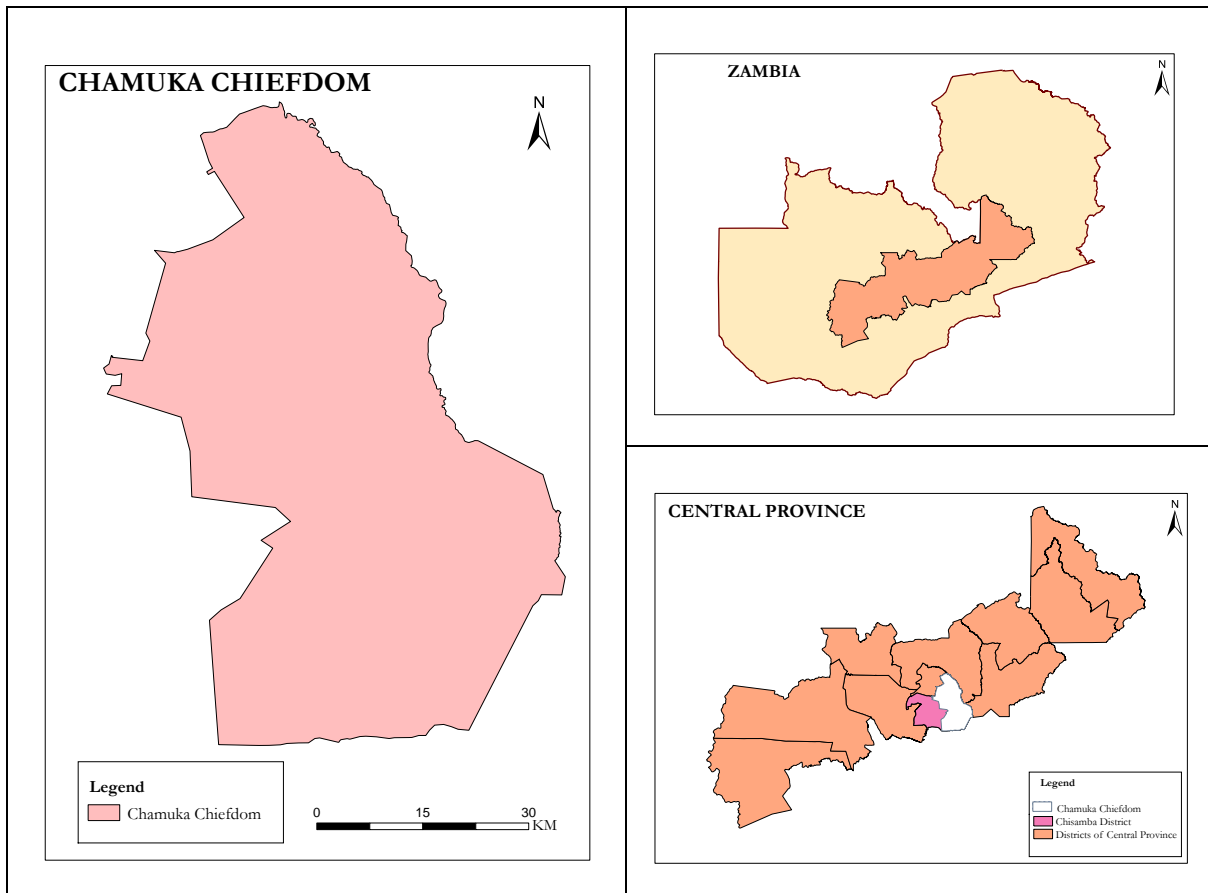 CHAMUKA CHIEFDOM
N
Legend
Chamuka Chiefdom
0 15 30
KM
ZAMBIA
N
CENTRAL PROVINCE
N
Legend
Chamuka Chiefdom
Chisamba District
Districts of Central Province